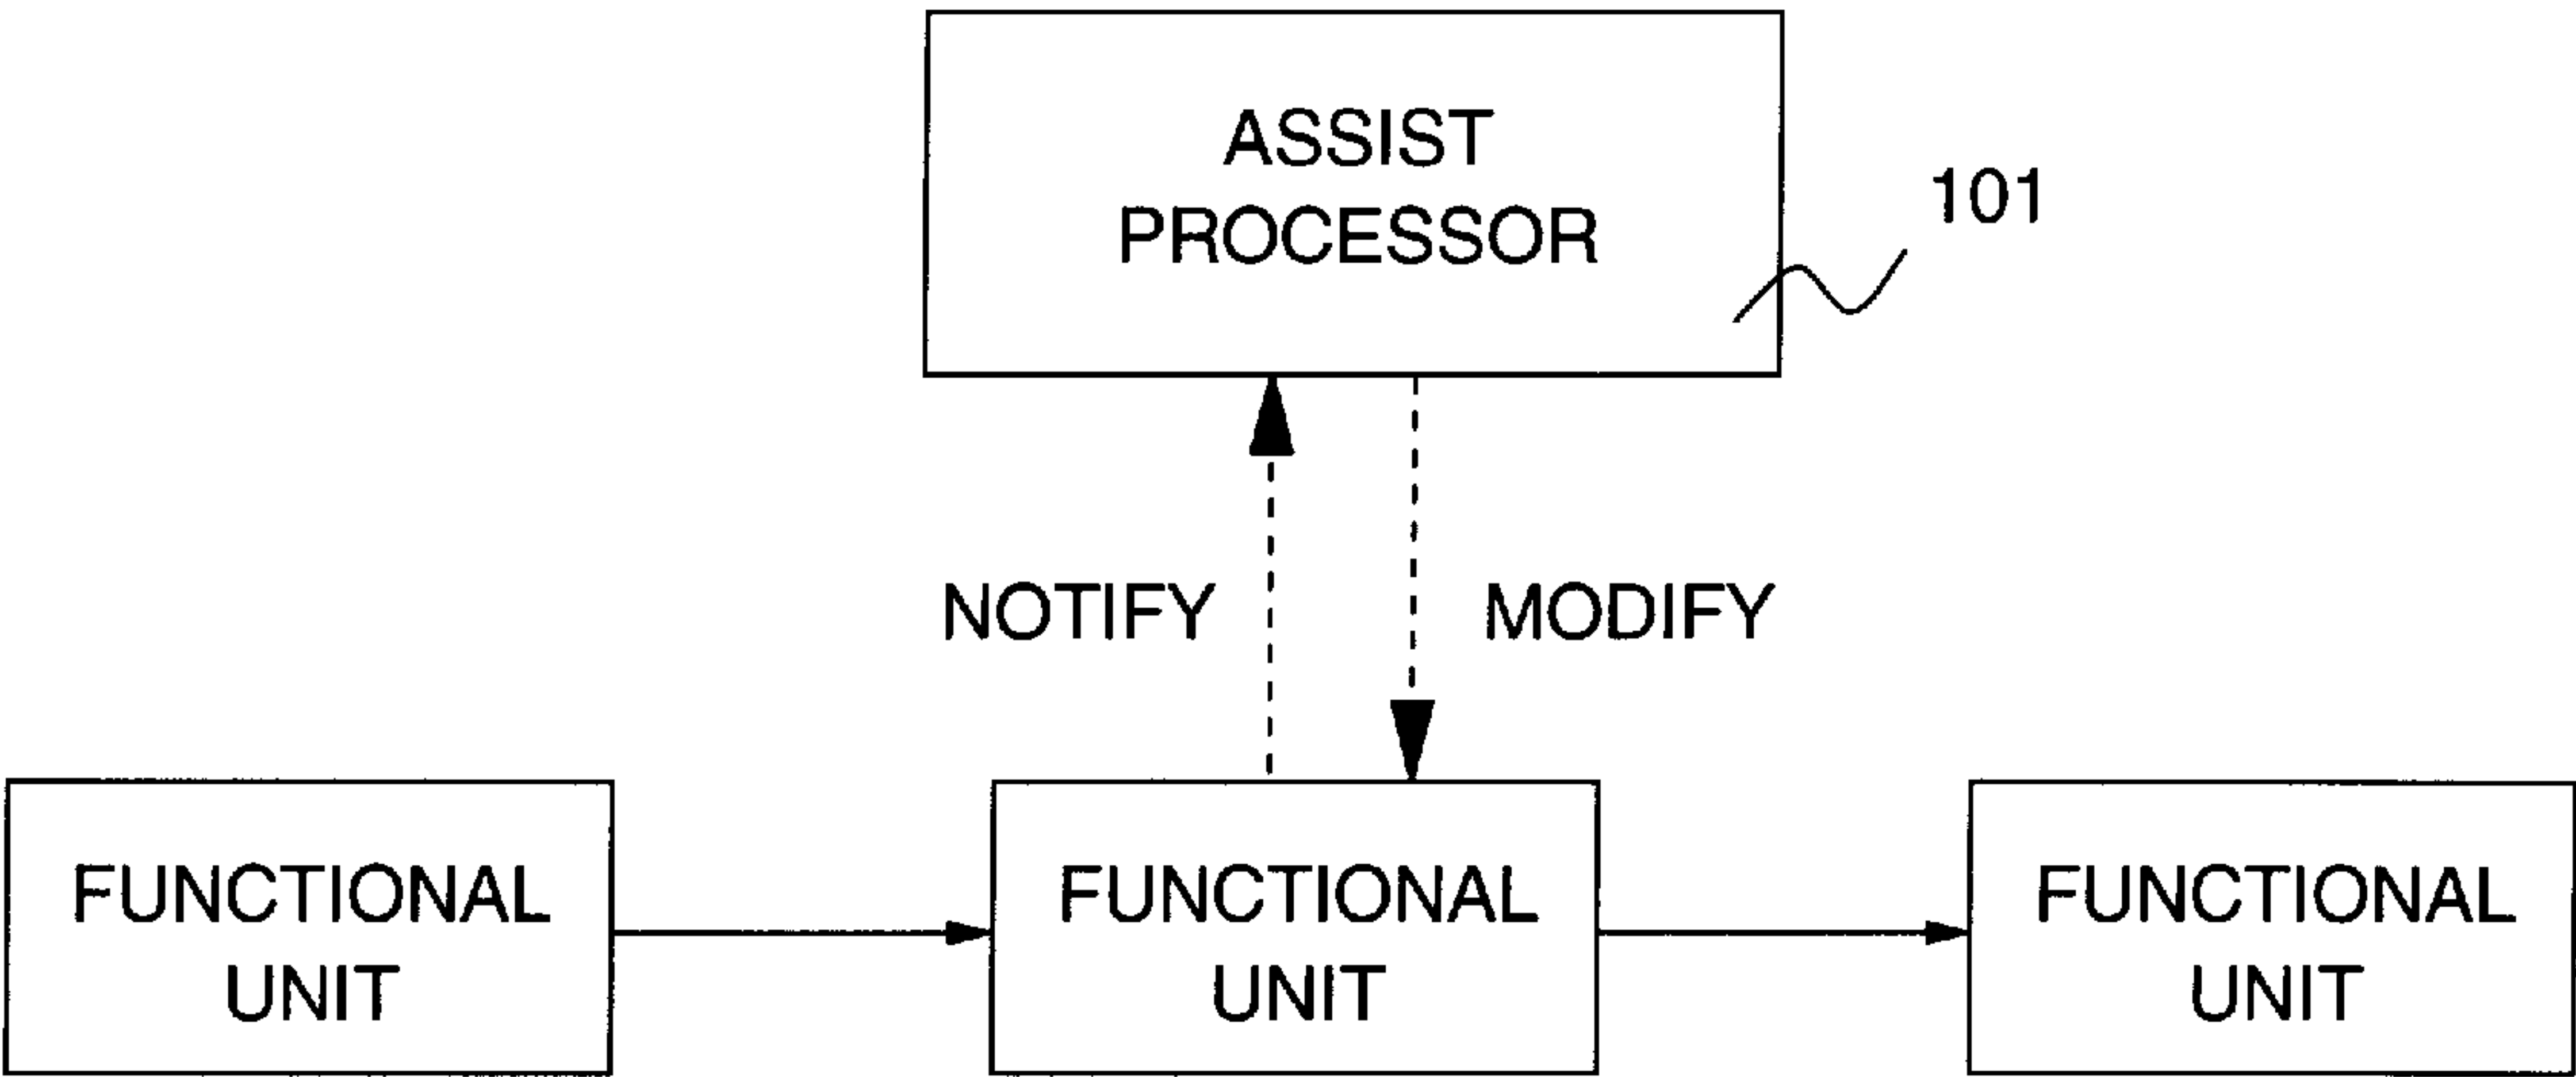 ASSIST
PROCESSOR
101
NOTIFY
MODIFY
FUNCTIONAL
UNIT
FUNCTIONAL
UNIT
FUNCTIONAL
UNIT